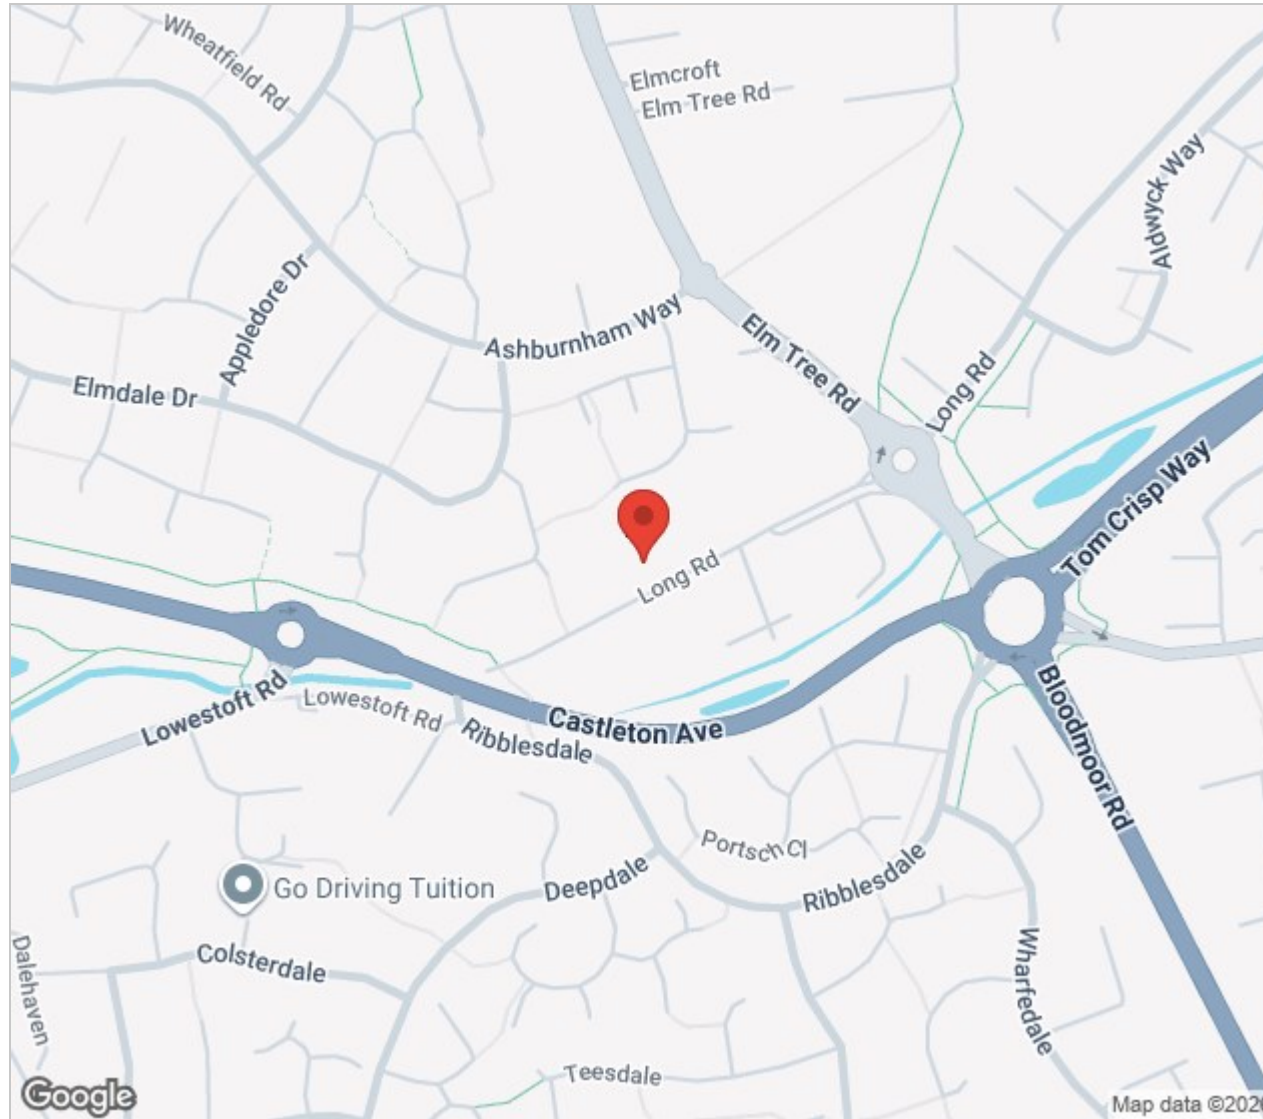 Wheatfield Rd
Elmcroft
Elm Tree Rd
Aldwyck Way
Appledore Dr
Ashburnham Way
Elm Tree Rd
Elmdale Dr
Long Rd
Tom Crisp Way
Long Rd
Lowestoft Rd
Lowestoft Rd
Castleton Ave
Ribblesdale
Bloodmoor Rd
Portsch Cl
Deepdale
Ribblesdale
Go Driving Tuition
Colsterdale
Dalehaven
Wharfedale
Teesdale
Google
Map data ©202